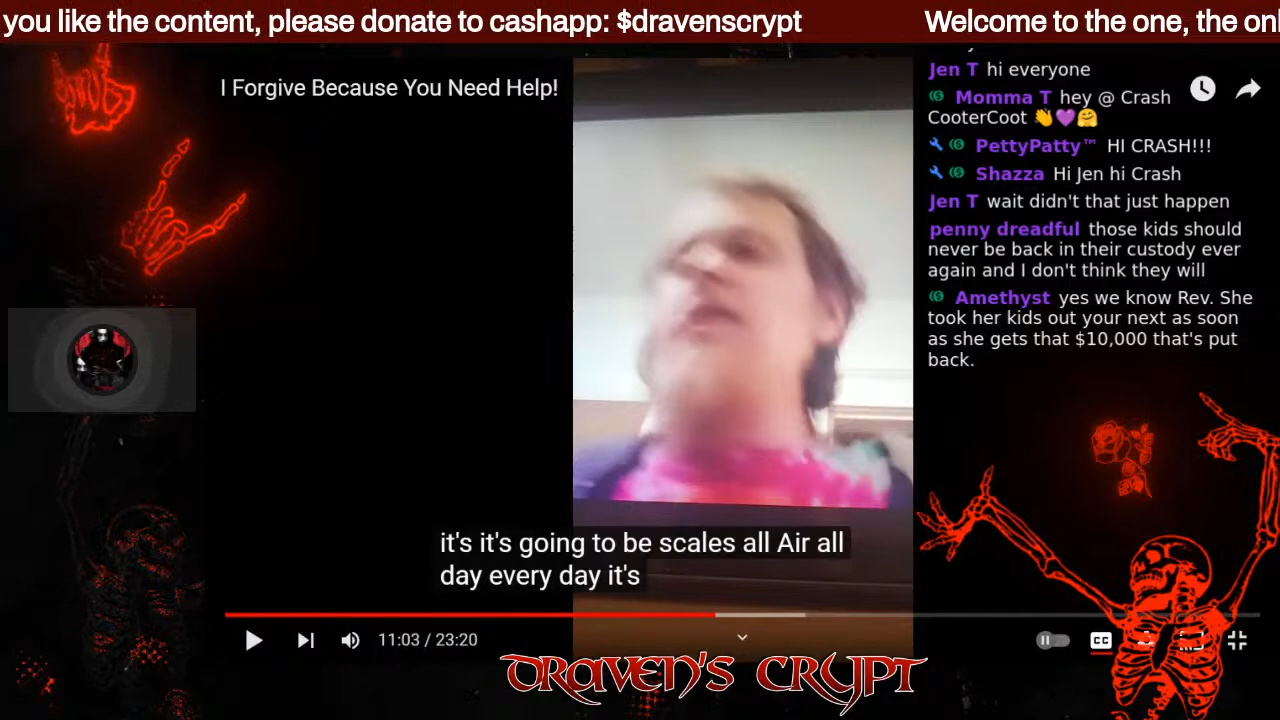 you like the content, please donate to cashapp: $dravenscrypt
Welcome to the one, the onl
I Forgive Because You Need Help!
Jen T hi everyone
Momma T hey @ Crash
CooterCoot 👋💜🤗
PettyPatty™ HI CRASH!!!
Shazza Hi Jen hi Crash
Jen T wait didn't that just happen
penny dreadful those kids should
never be back in their custody ever
again and I don't think they will
Amethyst yes we know Rev. She
took her kids out your next as soon
as she gets that $10,000 that's put
back.
it's it's going to be scales all Air all
day every day it's
11:03 / 23:20
CC
DRAVEN'S CRYPT